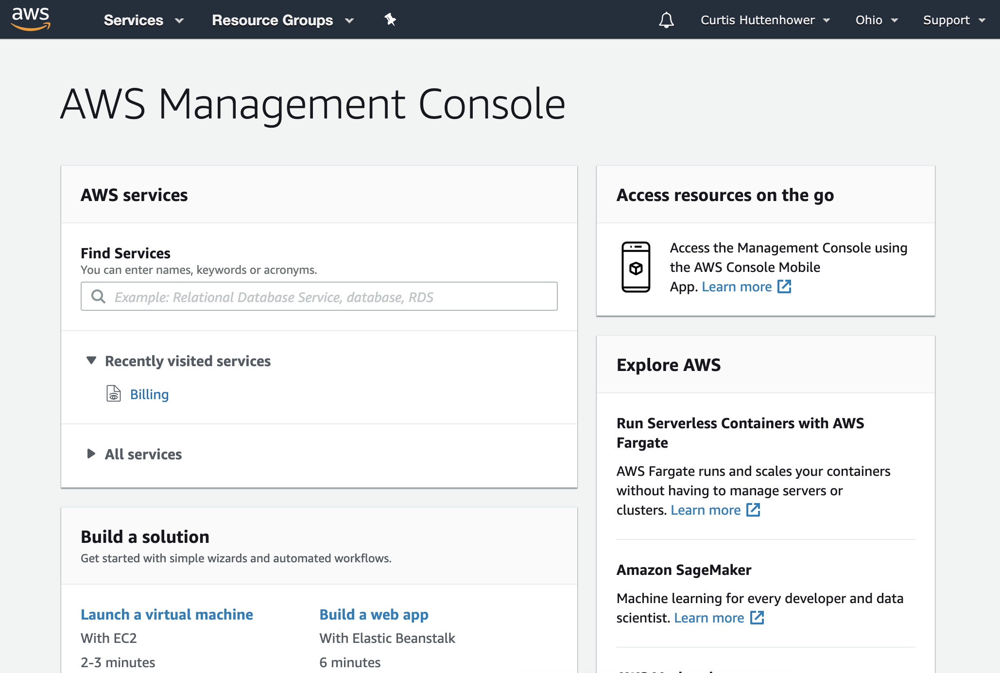 aws
Services
Resource Groups
Curtis Huttenhower
Ohio
Support
AWS Management Console
AWS services
Find Services
You can enter names, keywords or acronyms.
Example: Relational Database Service, database, RDS
Recently visited services
Billing
All services
Build a solution
Get started with simple wizards and automated workflows.
Launch a virtual machine
With EC2
2-3 minutes
Build a web app
With Elastic Beanstalk
6 minutes
Access resources on the go
Access the Management Console using
the AWS Console Mobile
App. Learn more
Explore AWS
Run Serverless Containers with AWS
Fargate
AWS Fargate runs and scales your containers
without having to manage servers or
clusters. Learn more
Amazon SageMaker
Machine learning for every developer and data
scientist. Learn more